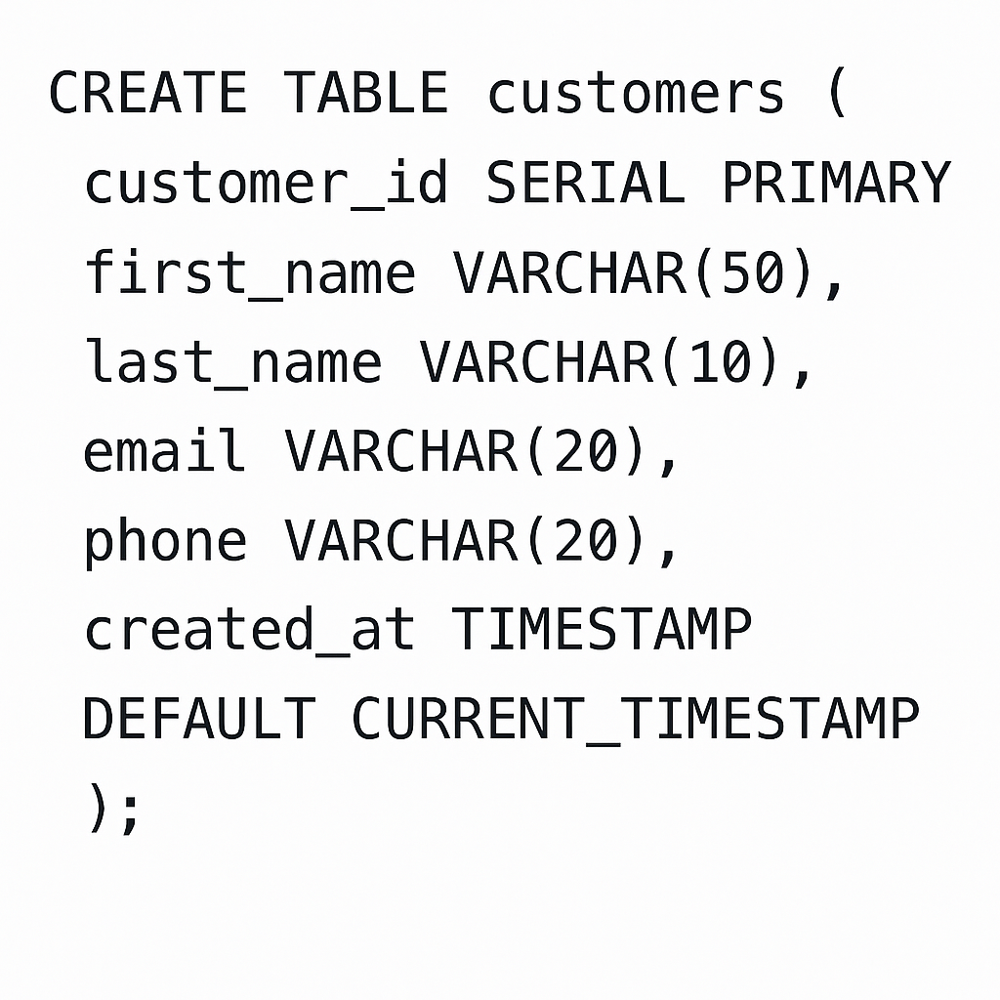 CREATE TABLE customers (
customer_id SERIAL PRIMARY
first_name VARCHAR(50),
last_name VARCHAR(10),
email VARCHAR(20),
phone VARCHAR(20),
created_at TIMESTAMP
DEFAULT CURRENT_TIMESTAMP
);